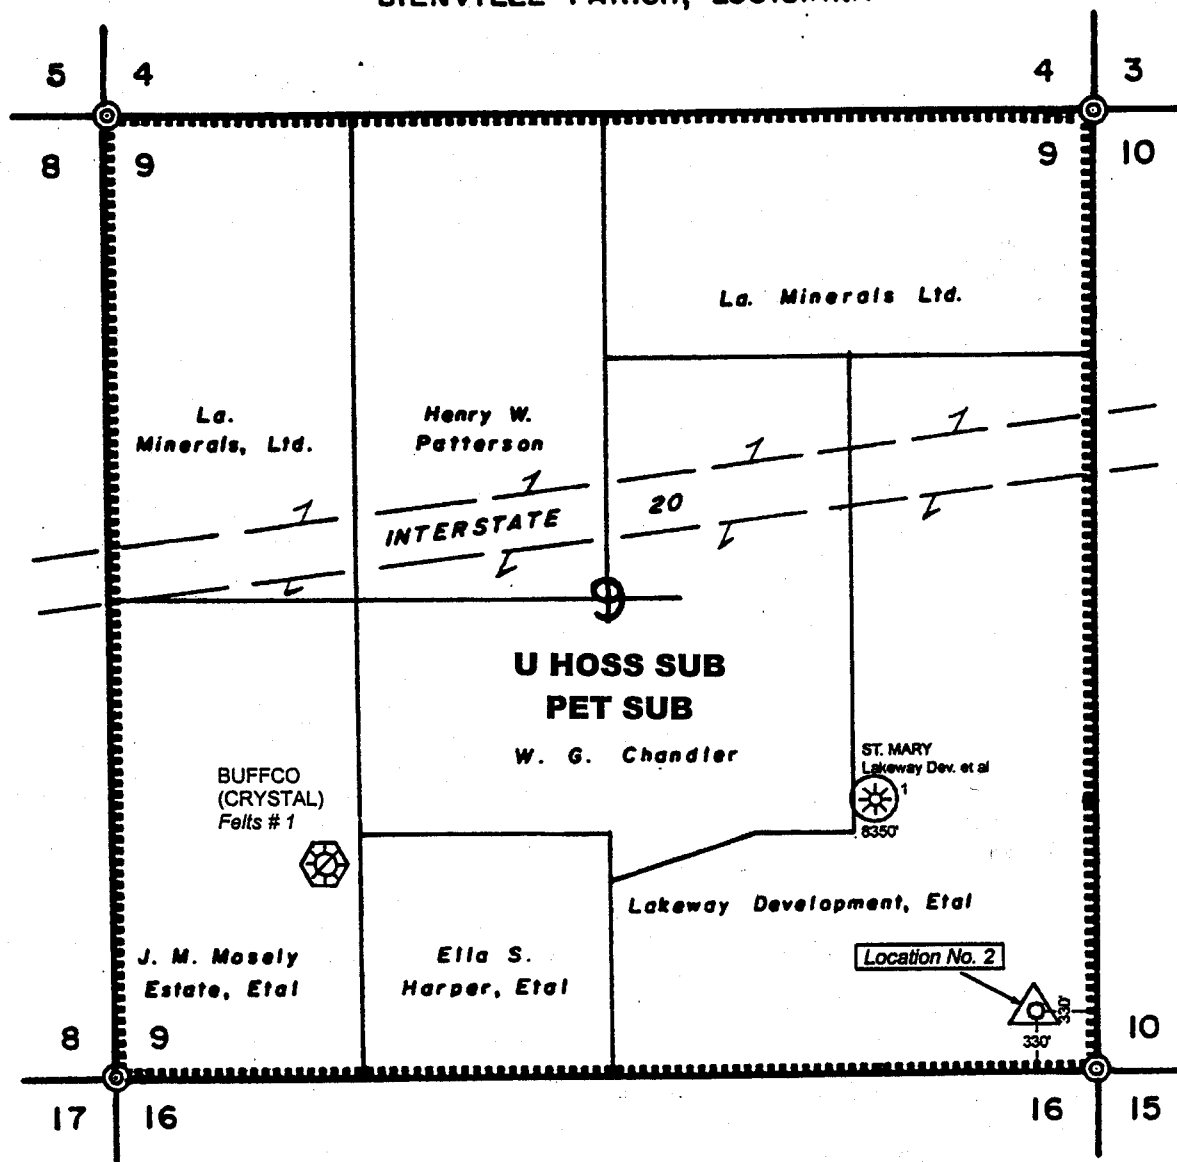 5 4
4 3
8 9
9 10
La. Minerals Ltd.
La.
Minerals, Ltd.
Henry W.
Patterson
INTERSTATE 20
9
U HOSS SUB
PET SUB
W. G. Chandler
ST. MARY
Lakeway Dev. et al
1
8350'
BUFFCO
(CRYSTAL)
Felts # 1
Lakeway Development, Etal
J. M. Mosely
Estate, Etal
Ella S.
Harper, Etal
Location No. 2
330'
330'
8 9
10
17 16
16 15